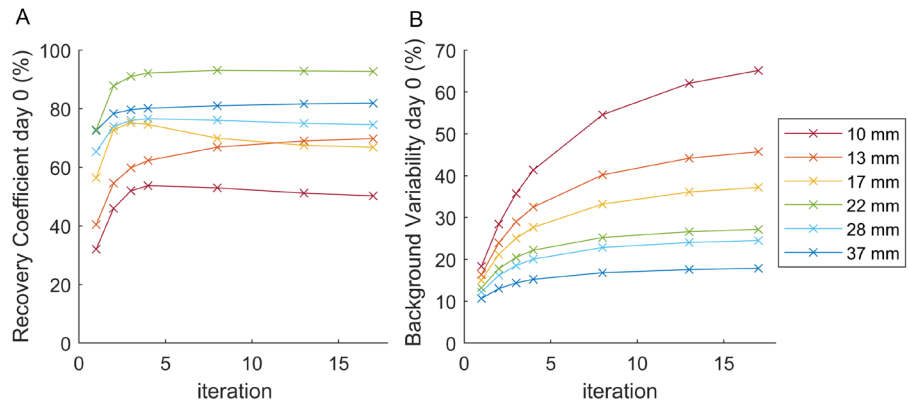 A
Recovery Coefficient day 0 (%)
100
80
60
40
20
0
0 5 10 15
iteration
B
Background Variability day 0 (%)
70
60
50
40
30
20
10
0
0 5 10 15
iteration
10 mm
13 mm
17 mm
22 mm
28 mm
37 mm